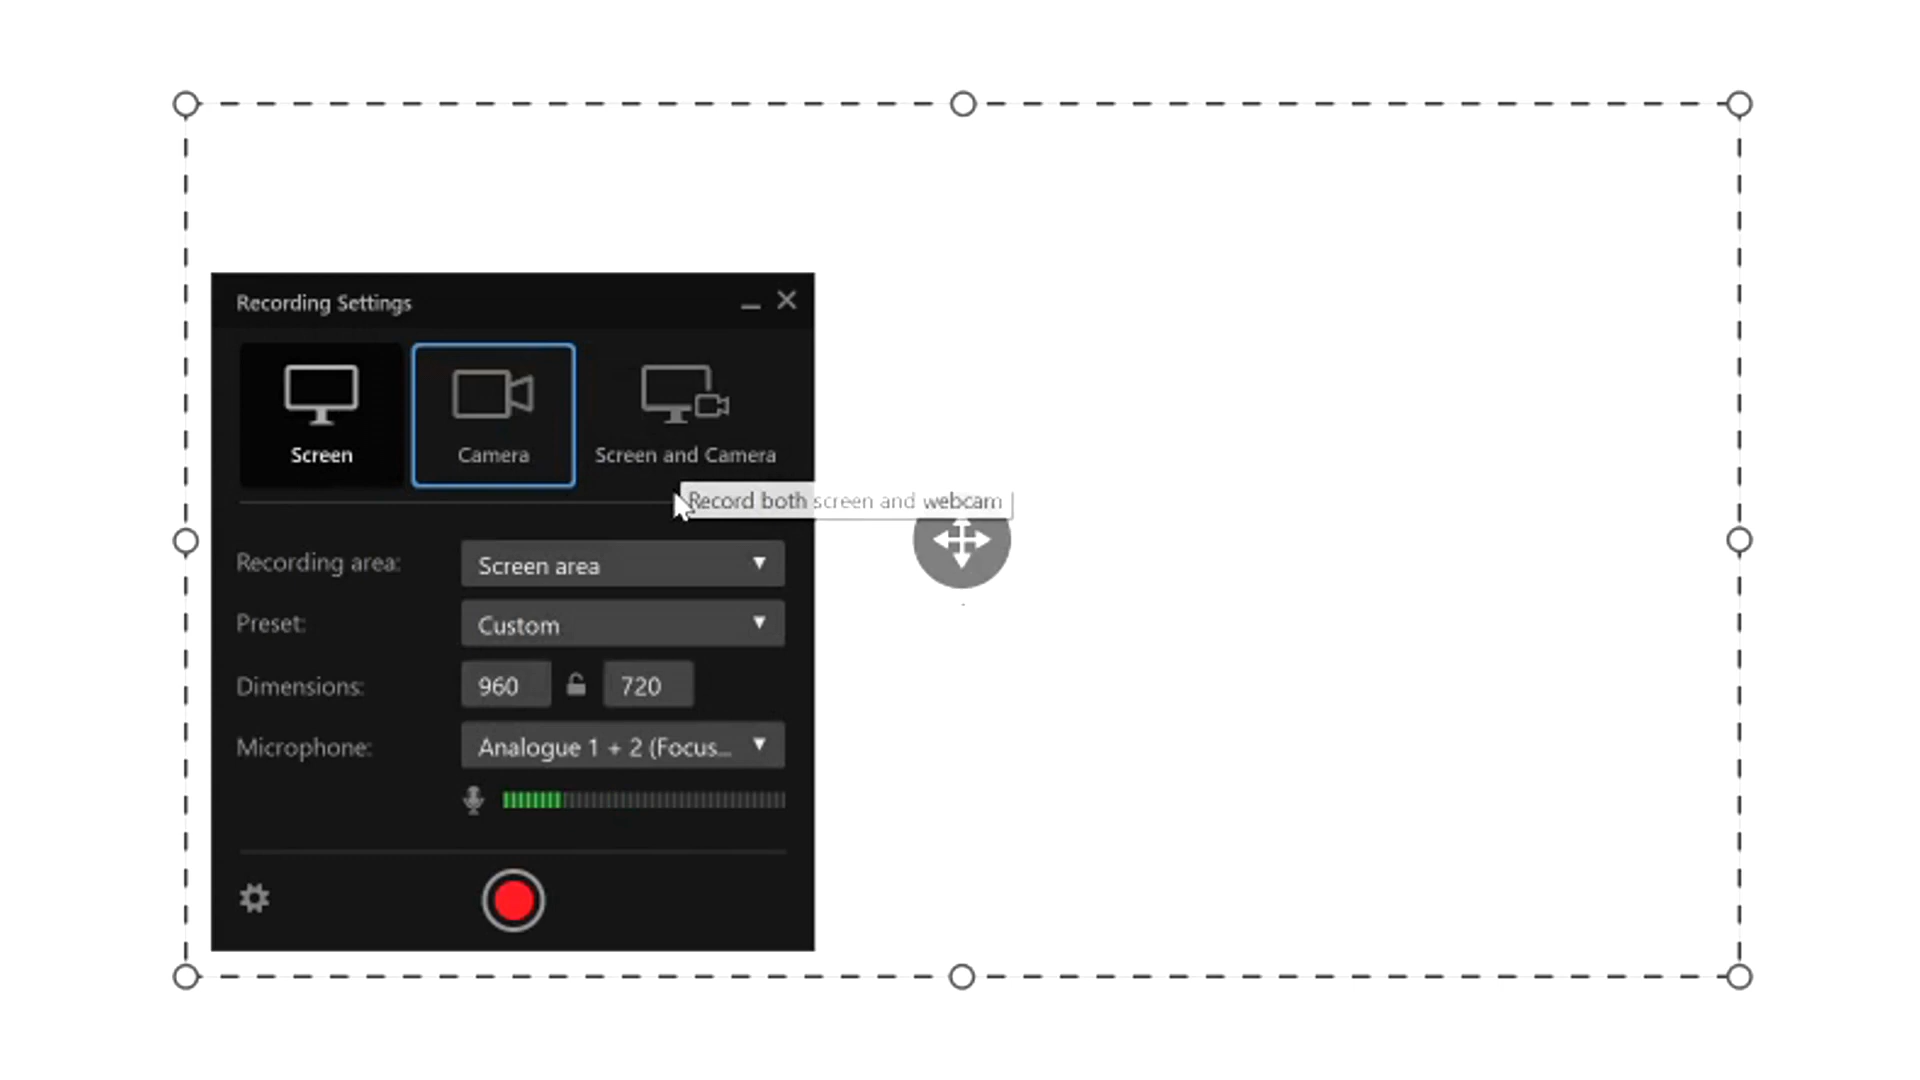 Recording Settings
Screen
Camera
Screen and Camera
Record both screen and webcam
Recording area:
Screen area
Preset:
Custom
Dimensions:
960
720
Microphone:
Analogue 1 + 2 (Focus...